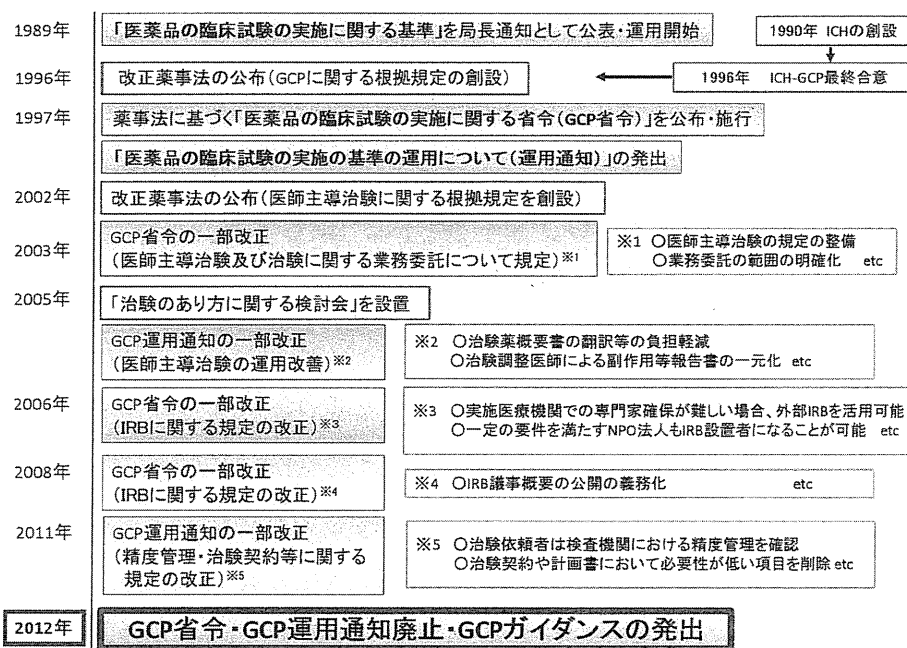 1989年
「医薬品の臨床試験の実施に関する基準」を局長通知として公表・運用開始
1990年 ICHの創設
1996年
改正薬事法の公布(GCPに関する根拠規定の創設)
1996年 ICH-GCP最終合意
1997年
薬事法に基づく「医薬品の臨床試験の実施に関する省令(GCP省令)」を公布・施行
「医薬品の臨床試験の実施の基準の運用について(運用通知)」の発出
2002年
改正薬事法の公布(医師主導治験に関する根拠規定を創設)
2003年
GCP省令の一部改正
(医師主導治験及び治験に関する業務委託について規定)※1
※1 ○医師主導治験の規定の整備
○業務委託の範囲の明確化 etc
2005年
「治験のあり方に関する検討会」を設置
GCP運用通知の一部改正
(医師主導治験の運用改善)※2
※2 ○治験薬概要書の翻訳等の負担軽減
○治験調整医師による副作用等報告書の一元化 etc
2006年
GCP省令の一部改正
(IRBに関する規定の改正)※3
※3 ○実施医療機関での専門家確保が難しい場合、外部IRBを活用可能
○一定の要件を満たすNPO法人もIRB設置者になることが可能 etc
2008年
GCP省令の一部改正
(IRBに関する規定の改正)※4
※4 ○IRB議事概要の公開の義務化 etc
2011年
GCP運用通知の一部改正
(精度管理・治験契約等に関する
規定の改正)※5
※5 ○治験依頼者は検査機関における精度管理を確認
○治験契約や計画書において必要性が低い項目を削除 etc
2012年
GCP省令・GCP運用通知廃止・GCPガイダンスの発出